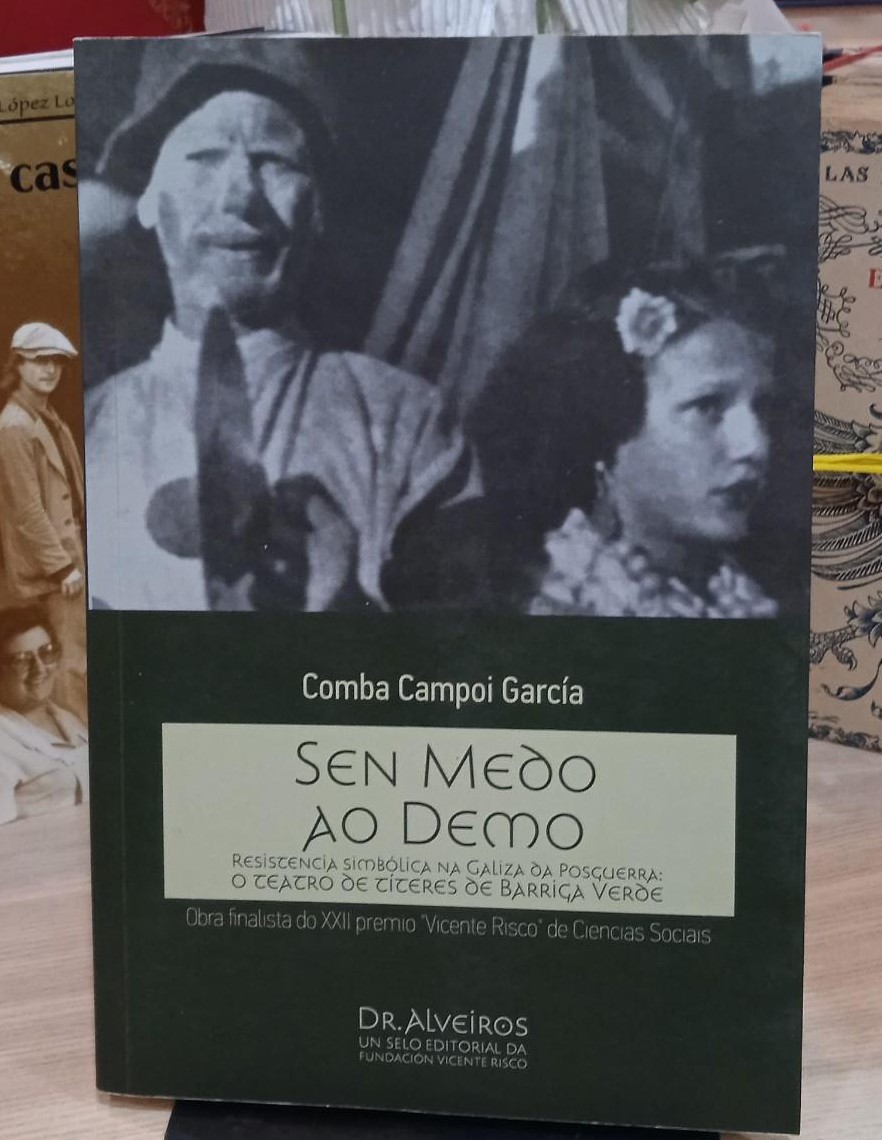 López Lo
cas
LAS
E
Comba Campoi García
Sen Medo
ao Demo
Resistencia simbólica na Galiza da Posguerra:
o teatro de títeres de Barriga Verde
Obra finalista do XXII premio "Vicente Risco" de Ciencias Sociais
Dr. Alveiros
un selo editorial da
Fundación Vicente Risco